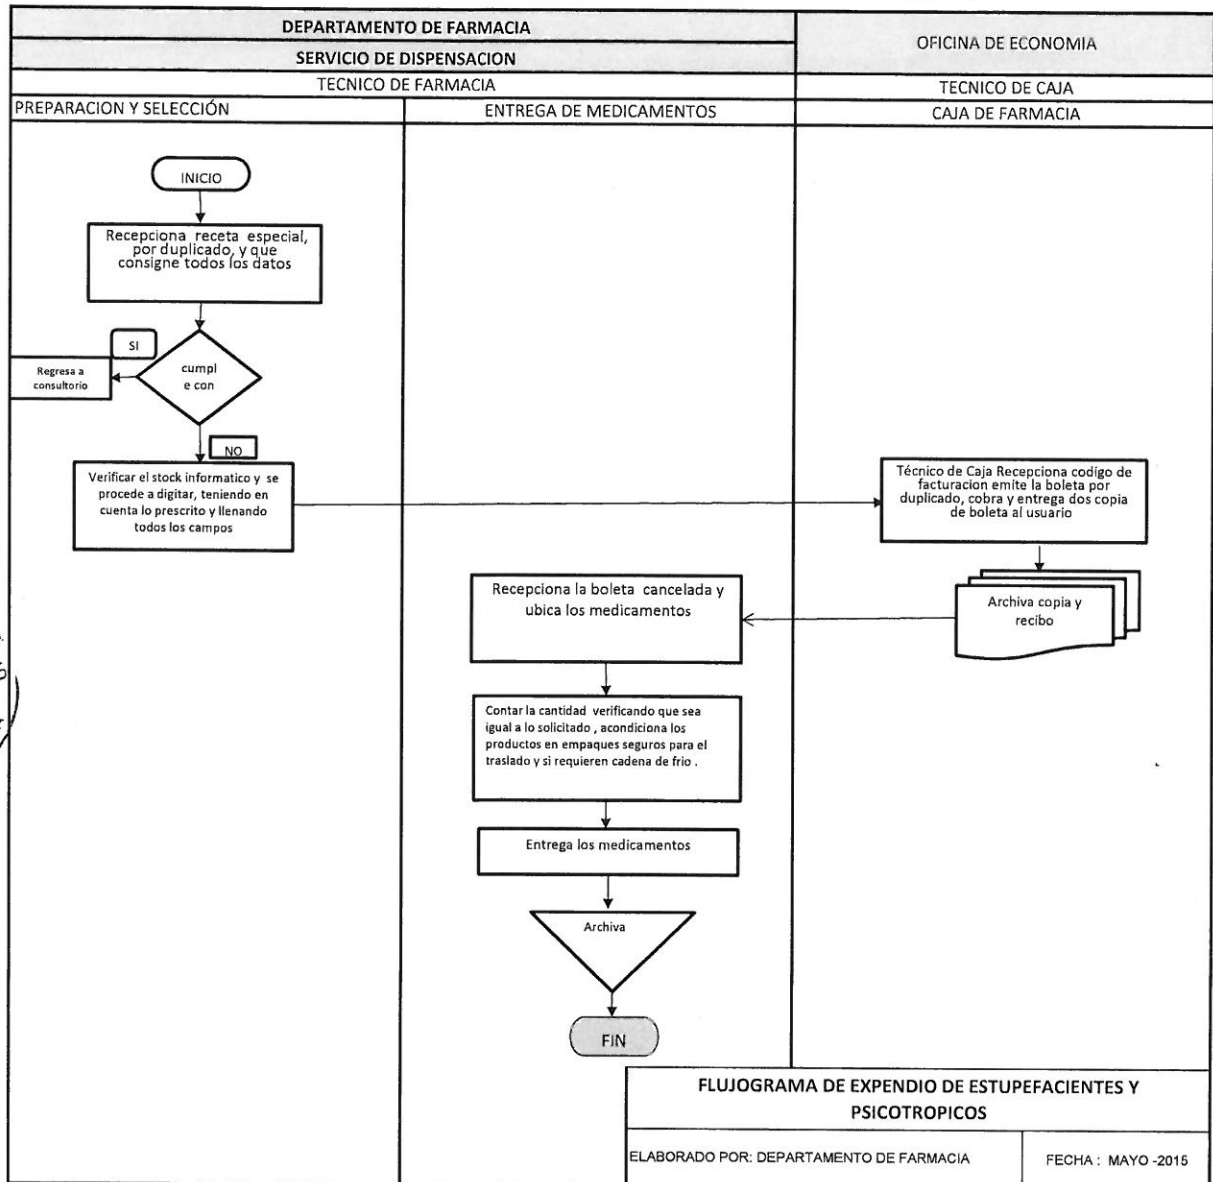 DEPARTAMENTO DE FARMACIA
OFICINA DE ECONOMIA
SERVICIO DE DISPENSACION
TECNICO DE FARMACIA
TECNICO DE CAJA
PREPARACION Y SELECCIÓN
ENTREGA DE MEDICAMENTOS
CAJA DE FARMACIA
INICIO
Recepciona receta especial,
por duplicado, y que
consigne todos los datos
SI
cumpl
e con
Regresa a
consultorio
NO
Verificar el stock informatico y se
procede a digitar, teniendo en
cuenta lo prescrito y llenando
todos los campos
Técnico de Caja Recepciona codigo de
facturacion emite la boleta por
duplicado, cobra y entrega dos copia
de boleta al usuario
Archiva copia y
recibo
Recepciona la boleta cancelada y
ubica los medicamentos
Contar la cantidad verificando que sea
igual a lo solicitado , acondiciona los
productos en empaques seguros para el
traslado y si requieren cadena de frio .
Entrega los medicamentos
Archiva
FIN
FLUJOGRAMA DE EXPENDIO DE ESTUPEFACIENTES Y
PSICOTROPICOS
ELABORADO POR: DEPARTAMENTO DE FARMACIA
FECHA : MAYO -2015